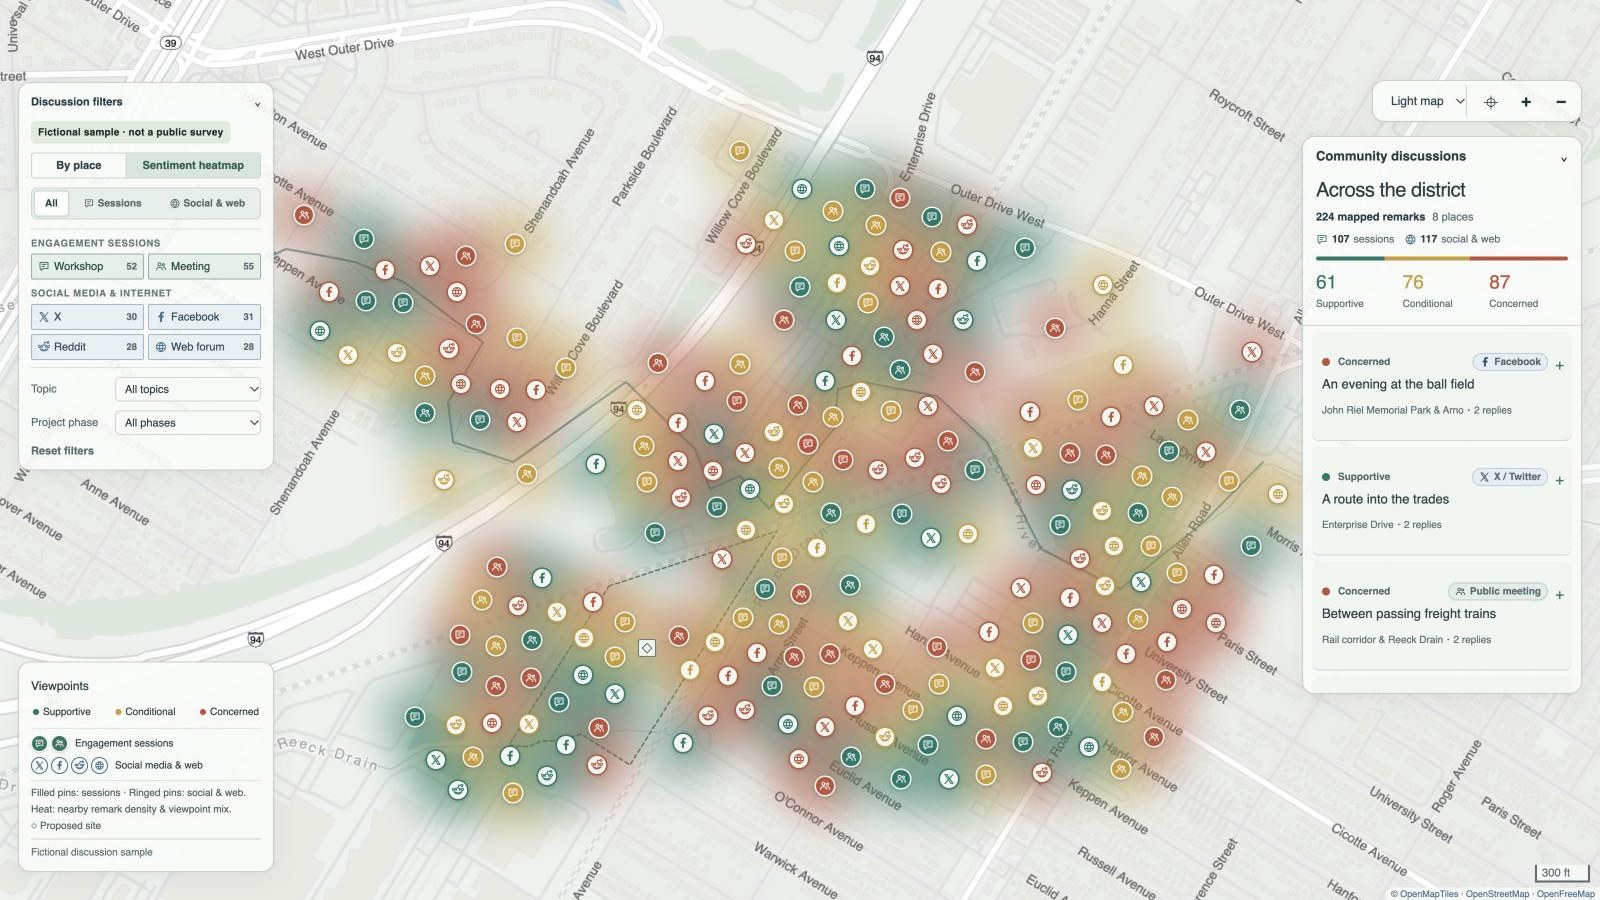 Discussion filters
Fictional sample · not a public survey
By place
Sentiment heatmap
All
Sessions
Social & web
ENGAGEMENT SESSIONS
Workshop 52
Meeting 55
SOCIAL MEDIA & INTERNET
X 30
Facebook 31
Reddit 28
Web forum 28
Topic
All topics
Project phase
All phases
Reset filters
Viewpoints
Supportive
Conditional
Concerned
Engagement sessions
Social media & web
Filled pins: sessions · Ringed pins: social & web.
Heat: nearby remark density & viewpoint mix.
Proposed site
Fictional discussion sample
39
West Outer Drive
Outer Drive
94
Enterprise Drive
Roycroft Street
Shenandoah Avenue
Parkside Boulevard
Willow Cove Boulevard
Outer Drive West
Hanna Street
Outer Drive West
Cove Boulevard
94
Shenandoah Avenue
Anne Avenue
94
94
Allen Road
Reeck Drain
Keppen Avenue
University Street
Paris Street
Cicotte Avenue
Hanfor Avenue
Euclid Avenue
Keppen Avenue
O'Connor Avenue
Warwick Avenue
Russell Avenue
Roger Avenue
University Street
Paris Street
Cicotte Avenue
Light map
+
−
Community discussions
Across the district
224 mapped remarks 8 places
107 sessions
117 social & web
61
Supportive
76
Conditional
87
Concerned
Concerned
Facebook
+
An evening at the ball field
John Riel Memorial Park & Arno · 2 replies
Supportive
X / Twitter
+
A route into the trades
Enterprise Drive · 2 replies
Concerned
Public meeting
+
Between passing freight trains
Rail corridor & Reeck Drain · 2 replies
300 ft
© OpenMapTiles · OpenStreetMap · OpenFreeMap